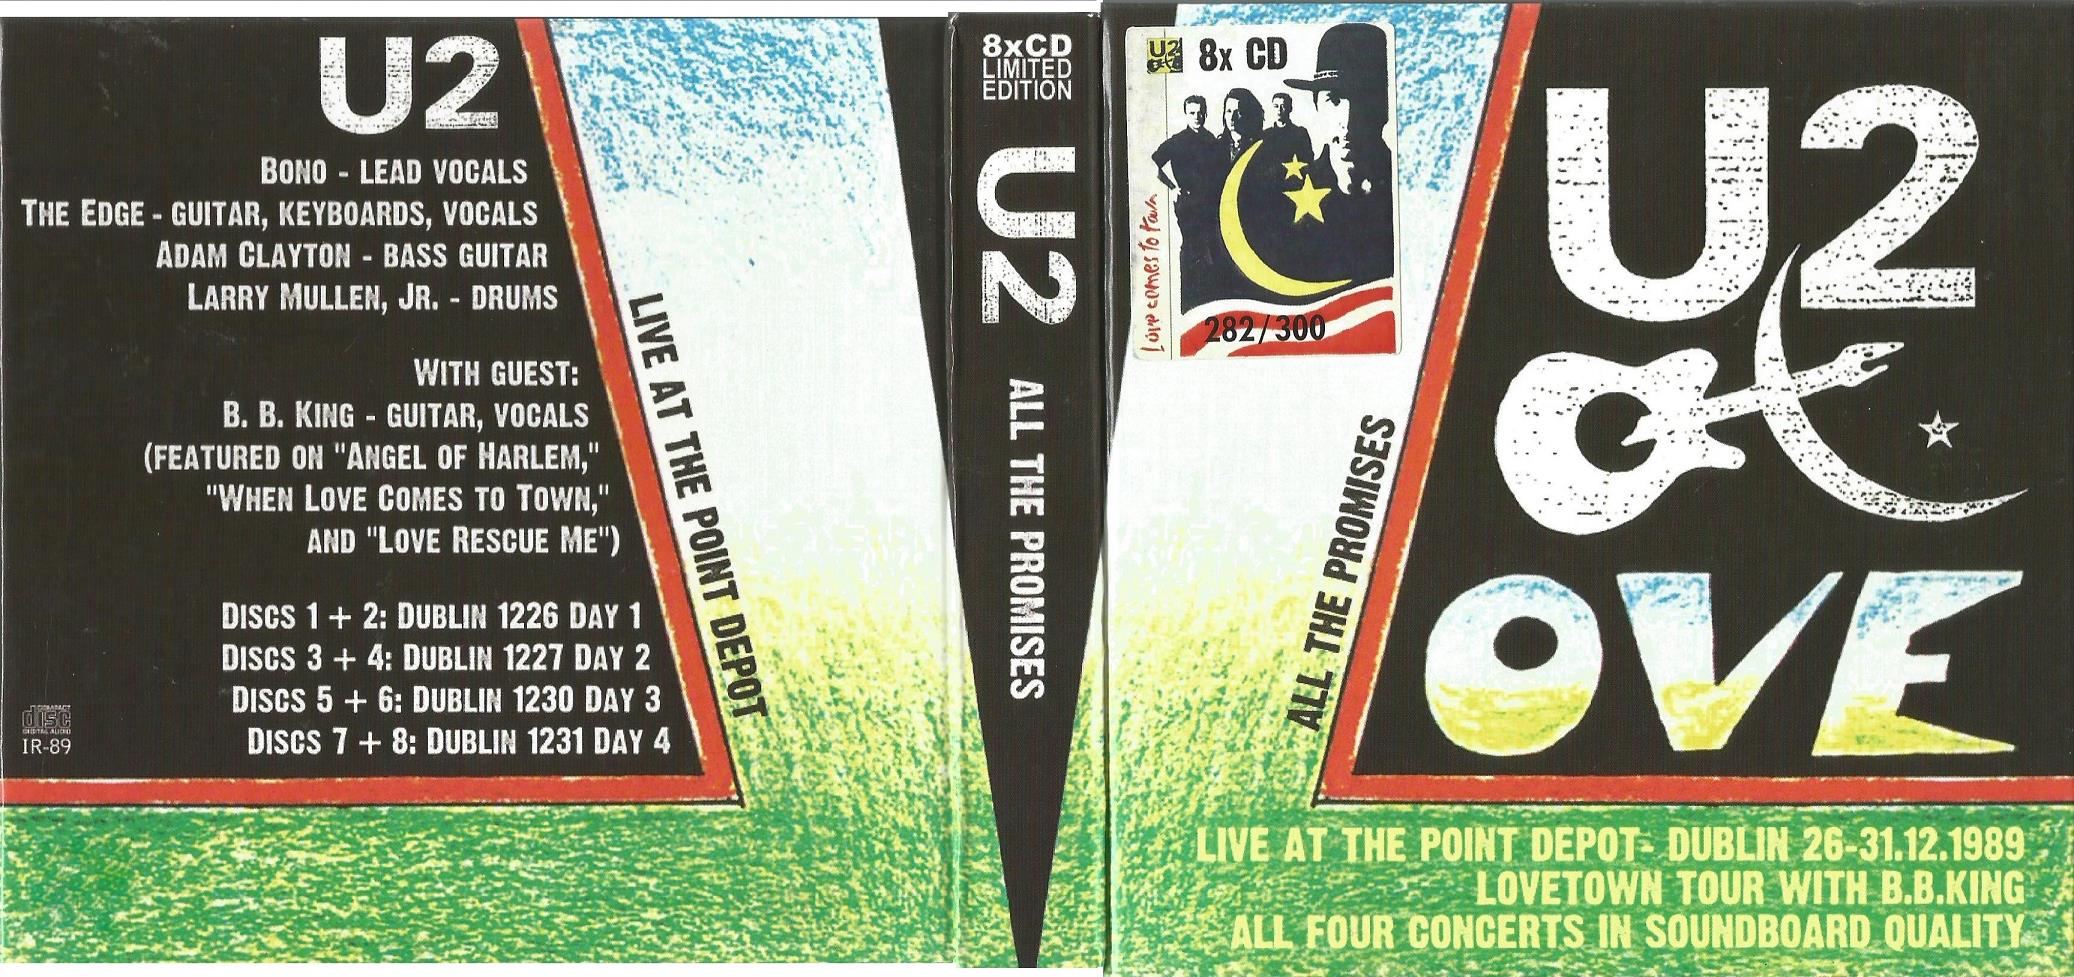 U2
BONO - LEAD VOCALS
THE EDGE - GUITAR, KEYBOARDS, VOCALS
ADAM CLAYTON - BASS GUITAR
LARRY MULLEN, JR. - DRUMS
WITH GUEST:
B. B. KING - GUITAR, VOCALS
(FEATURED ON "ANGEL OF HARLEM,"
"WHEN LOVE COMES TO TOWN,"
AND "LOVE RESCUE ME")
DISCS 1 + 2: DUBLIN 1226 DAY 1
DISCS 3 + 4: DUBLIN 1227 DAY 2
DISCS 5 + 6: DUBLIN 1230 DAY 3
DISCS 7 + 8: DUBLIN 1231 DAY 4
COMPACT
disc
DIGITAL AUDIO
IR-89
LIVE AT THE POINT DEPOT
8xCD
LIMITED
EDITION
U2
ALL THE PROMISES
U2
8x CD
Love comes to town
282/300
ALL THE PROMISES
U2
OVE
LIVE AT THE POINT DEPOT- DUBLIN 26-31.12.1989
LOVETOWN TOUR WITH B.B.KING
ALL FOUR CONCERTS IN SOUNDBOARD QUALITY